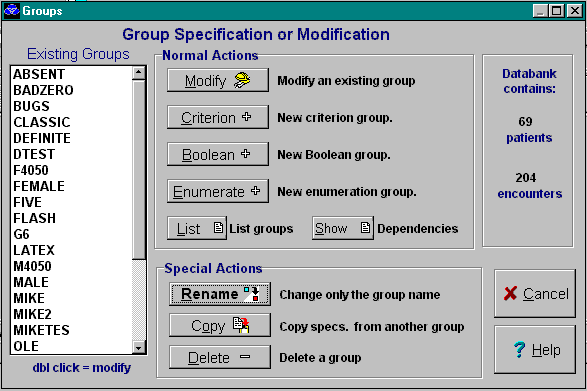 Groups
Group Specification or Modification
Existing Groups
ABSENT
BADZERO
BUGS
CLASSIC
DEFINITE
DTEST
F4050
FEMALE
FIVE
FLASH
G6
LATEX
M4050
MALE
MIKE
MIKE2
MIKETES
OLE
dbl click = modify
Normal Actions
Modify Modify an existing group
Criterion New criterion group.
Boolean New Boolean group.
Enumerate New enumeration group.
List List groups Show Dependencies
Special Actions
Rename Change only the group name
Copy Copy specs. from another group
Delete Delete a group
Databank
contains:
69
patients
204
encounters
Cancel
Help